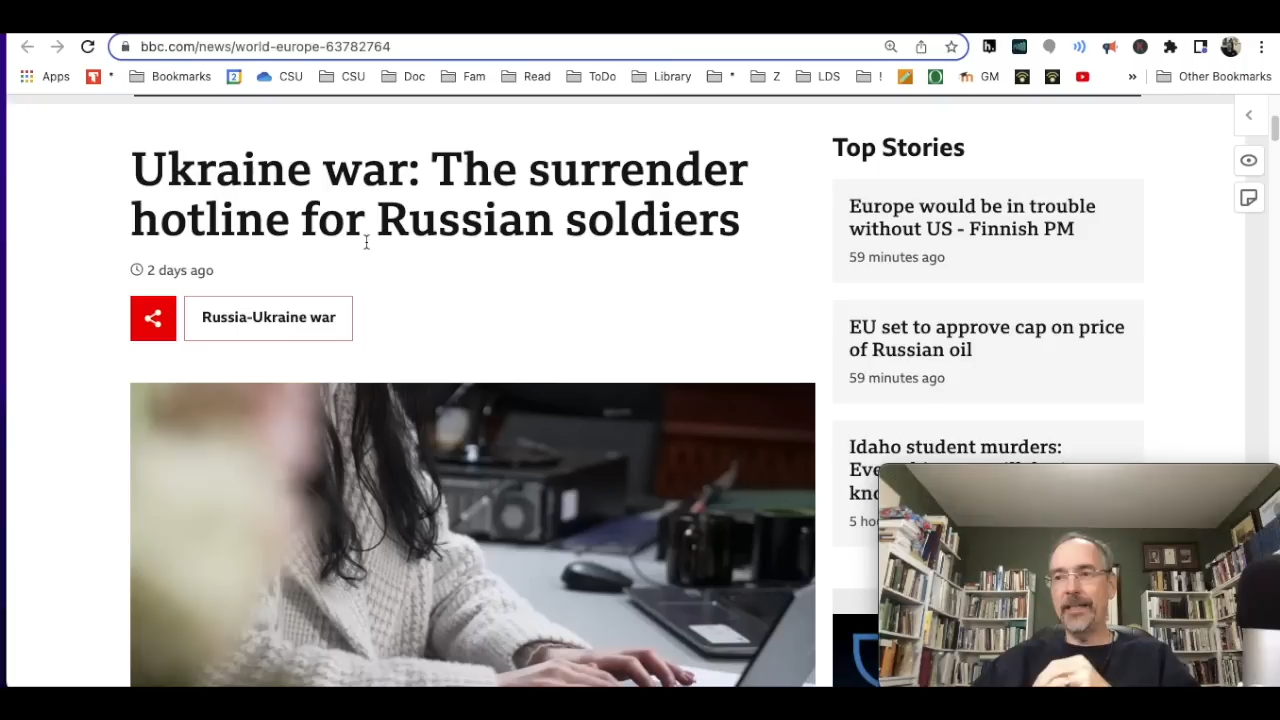 bbc.com/news/world-europe-63782764
Apps
Bookmarks
CSU
CSU
Doc
Fam
Read
ToDo
Library
*
Z
LDS
!
GM
»
Other Bookmarks
Ukraine war: The surrender
hotline for Russian soldiers
2 days ago
Russia-Ukraine war
Top Stories
Europe would be in trouble
without US - Finnish PM
59 minutes ago
EU set to approve cap on price
of Russian oil
59 minutes ago
Idaho student murders: